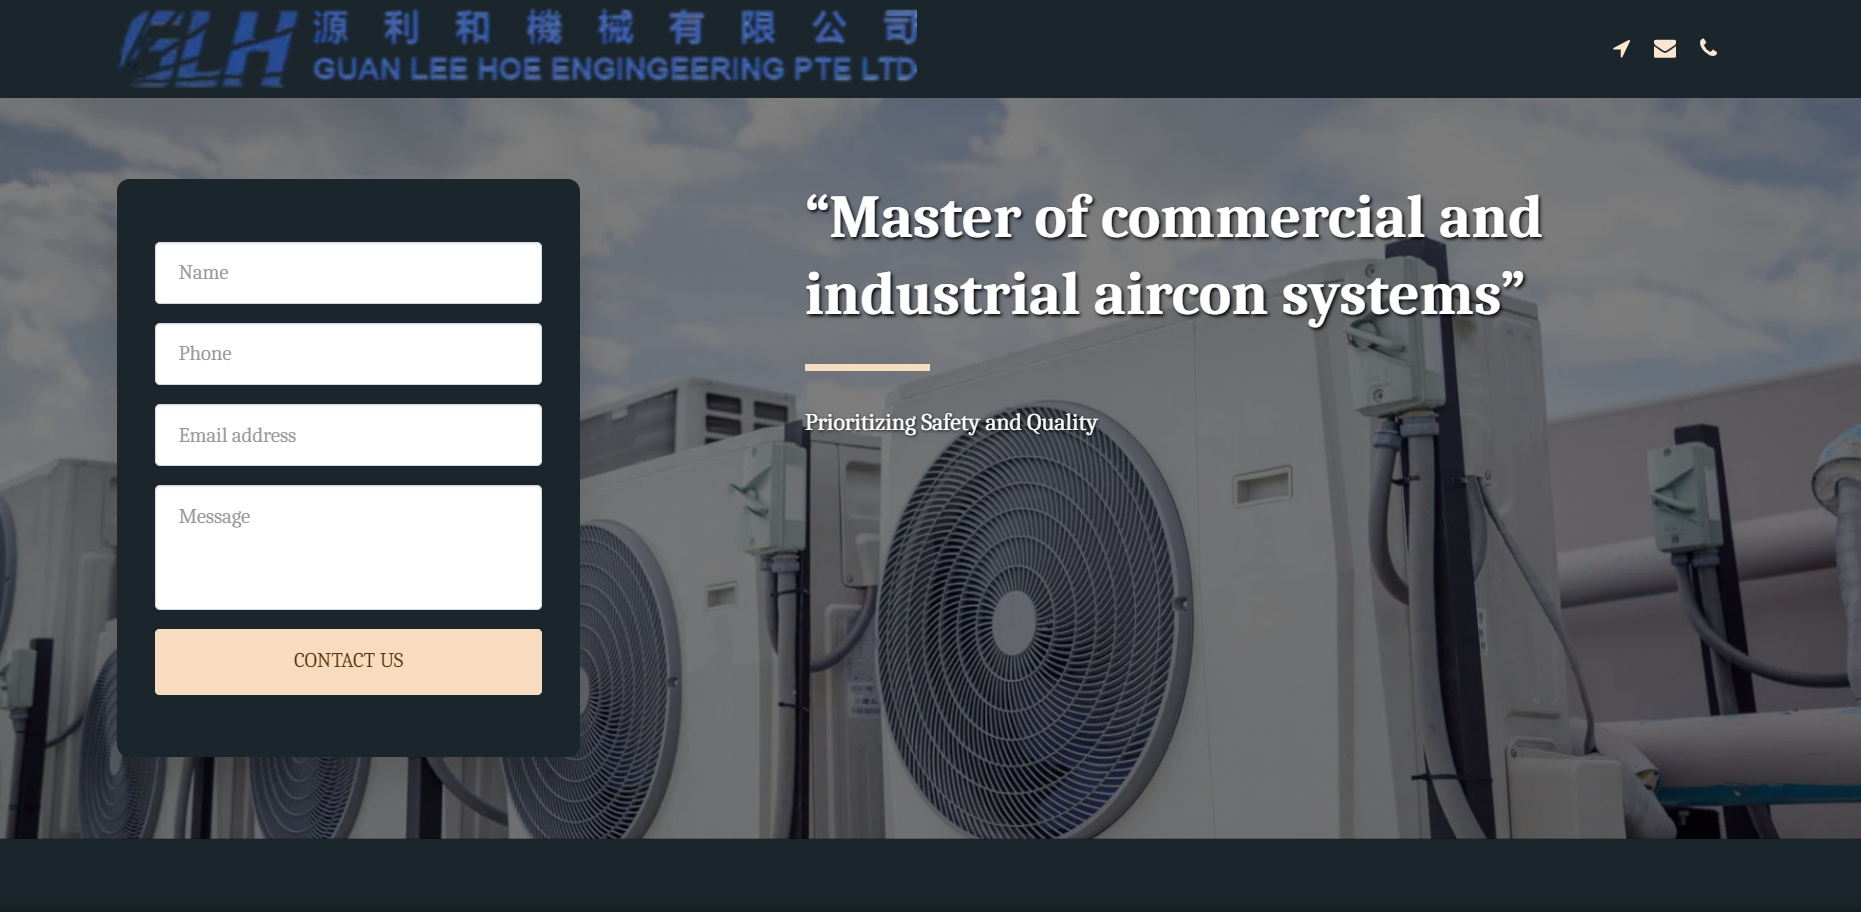 GLH
源利和機械有限公司
GUAN LEE HOE ENGINGEERING PTE LTD
“Master of commercial and
industrial aircon systems”
Prioritizing Safety and Quality
Name
Phone
Email address
Message
CONTACT US